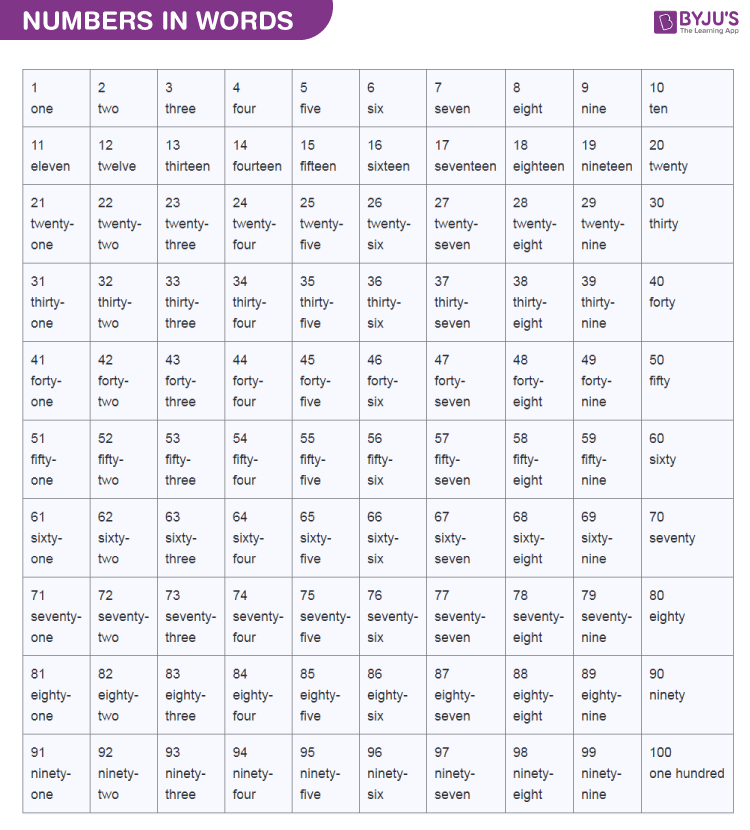 NUMBERS IN WORDS
BYJU'S
The Learning App
1 2 3 4 5 6 7 8 9 10
one two three four five six seven eight nine ten
11 12 13 14 15 16 17 18 19 20
eleven twelve thirteen fourteen fifteen sixteen seventeen eighteen nineteen twenty
21 22 23 24 25 26 27 28 29 30
twenty- twenty- twenty- twenty- twenty- twenty- twenty- twenty- twenty- thirty
one two three four five six seven eight nine
31 32 33 34 35 36 37 38 39 40
thirty- thirty- thirty- thirty- thirty- thirty- thirty- thirty- thirty- forty
one two three four five six seven eight nine
41 42 43 44 45 46 47 48 49 50
forty- forty- forty- forty- forty- forty- forty- forty- forty- fifty
one two three four five six seven eight nine
51 52 53 54 55 56 57 58 59 60
fifty- fifty- fifty- fifty- fifty- fifty- fifty- fifty- fifty- sixty
one two three four five six seven eight nine
61 62 63 64 65 66 67 68 69 70
sixty- sixty- sixty- sixty- sixty- sixty- sixty- sixty- sixty- seventy
one two three four five six seven eight nine
71 72 73 74 75 76 77 78 79 80
seventy- seventy- seventy- seventy- seventy- seventy- seventy- seventy- seventy- eighty
one two three four five six seven eight nine
81 82 83 84 85 86 87 88 89 90
eighty- eighty- eighty- eighty- eighty- eighty- eighty- eighty- eighty- ninety
one two three four five six seven eight nine
91 92 93 94 95 96 97 98 99 100
ninety- ninety- ninety- ninety- ninety- ninety- ninety- ninety- ninety- one hundred
one two three four five six seven eight nine